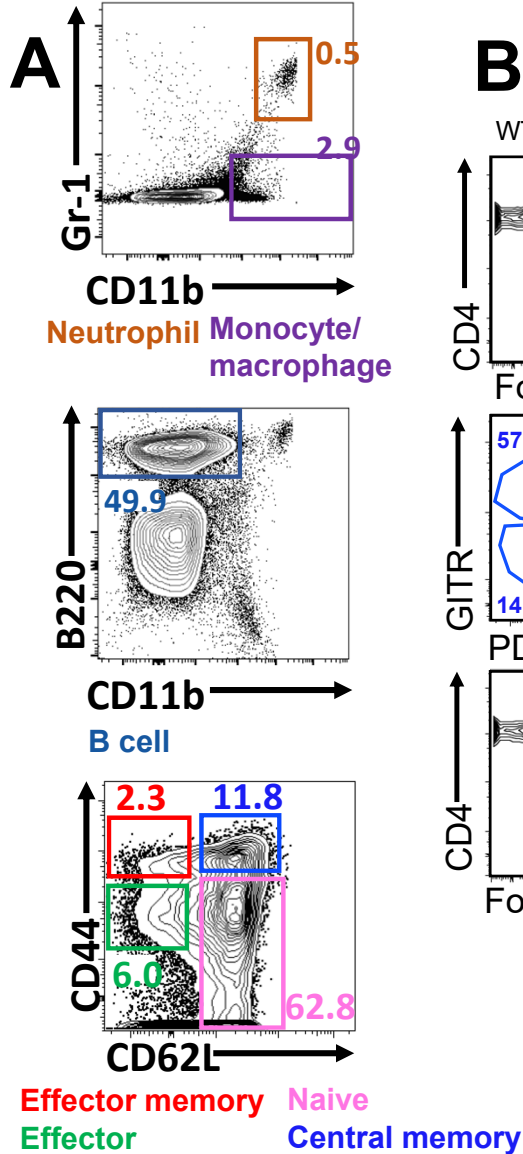 A
Gr-1
0.5
2.9
CD11b
Neutrophil
Monocyte/
macrophage
B220
49.9
CD11b
B cell
CD44
2.3
11.8
6.0
62.8
CD62L
Effector memory
Naive
Effector
Central memory
B
CD4
GITR
57
14
CD4